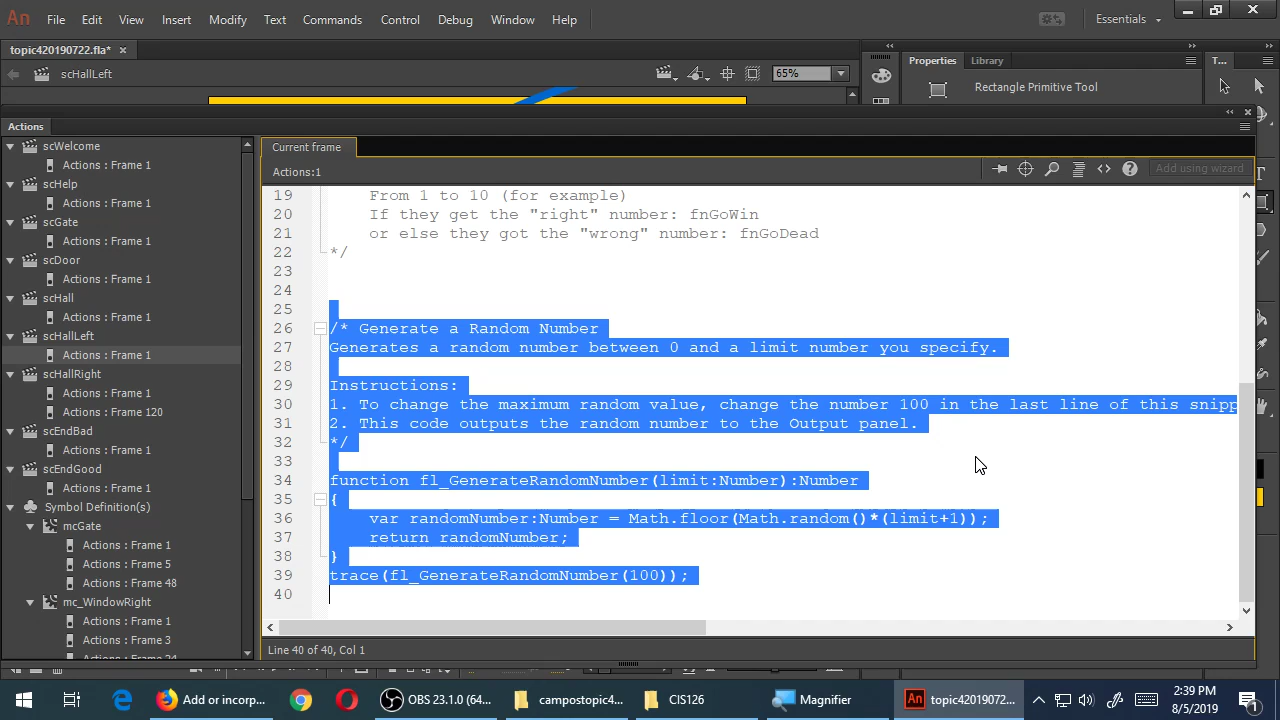 An File Edit View Insert Modify Text Commands Control Debug Window Help Essentials
topic420190722.fla* ×
scHallLeft 65% Properties Library T...
Rectangle Primitive Tool
Actions
scWelcome
Actions : Frame 1
scHelp
Actions : Frame 1
scGate
Actions : Frame 1
scDoor
Actions : Frame 1
scHall
Actions : Frame 1
scHallLeft
Actions : Frame 1
scHallRight
Actions : Frame 1
Actions : Frame 120
scEndBad
Actions : Frame 1
scEndGood
Actions : Frame 1
Symbol Definition(s)
mcGate
Actions : Frame 1
Actions : Frame 5
Actions : Frame 48
mc_WindowRight
Actions : Frame 1
Actions : Frame 3
Actions : Frame 24
Current frame
Actions:1 Add using wizard
19 From 1 to 10 (for example)
20 If they get the "right" number: fnGoWin
21 or else they got the "wrong" number: fnGoDead
22 */
23
24
25
26 /* Generate a Random Number
27 Generates a random number between 0 and a limit number you specify.
28
29 Instructions:
30 1. To change the maximum random value, change the number 100 in the last line of this snipp
31 2. This code outputs the random number to the Output panel.
32 */
33
34 function fl_GenerateRandomNumber(limit:Number):Number
35 {
36 var randomNumber:Number = Math.floor(Math.random()*(limit+1));
37 return randomNumber;
38 }
39 trace(fl_GenerateRandomNumber(100));
40
Line 40 of 40, Col 1
Add or incorp... OBS 23.1.0 (64... campostopic4... CIS126 Magnifier An topic42019072... 2:39 PM
8/5/2019 1